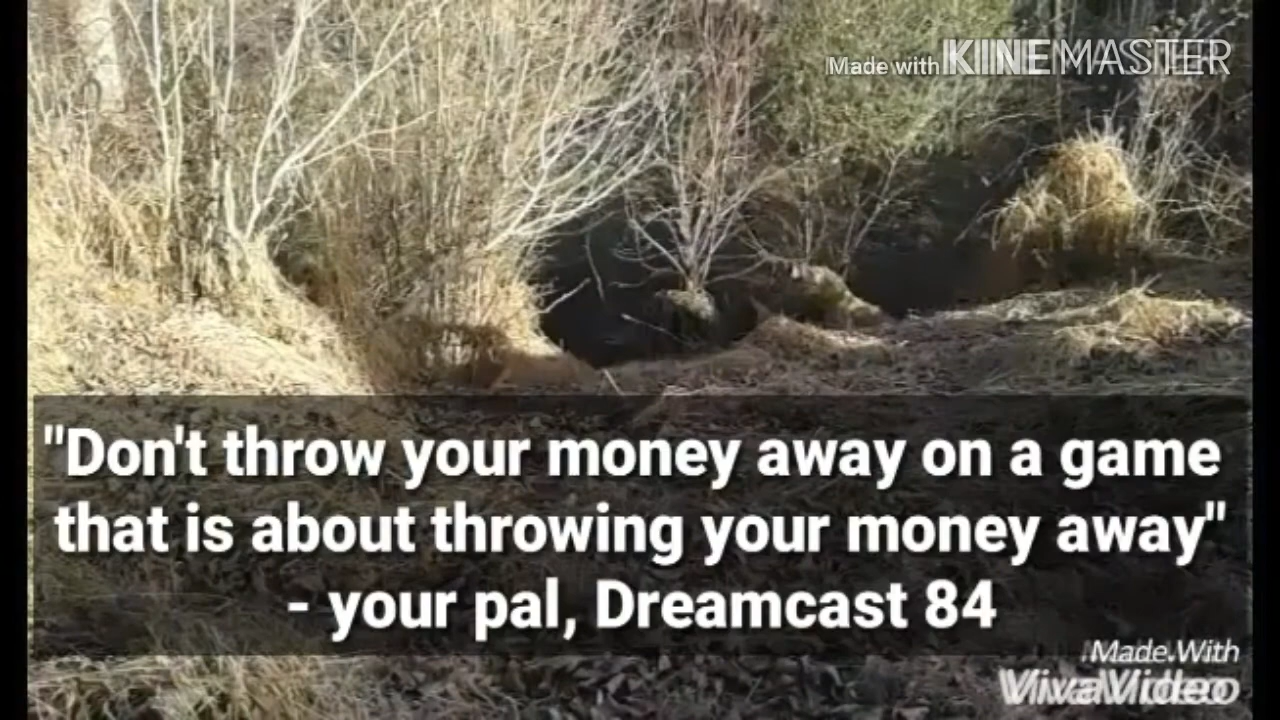 Made with KINEMASTER
"Don't throw your money away on a game
that is about throwing your money away"
- your pal, Dreamcast 84
Made With
VivaVideo